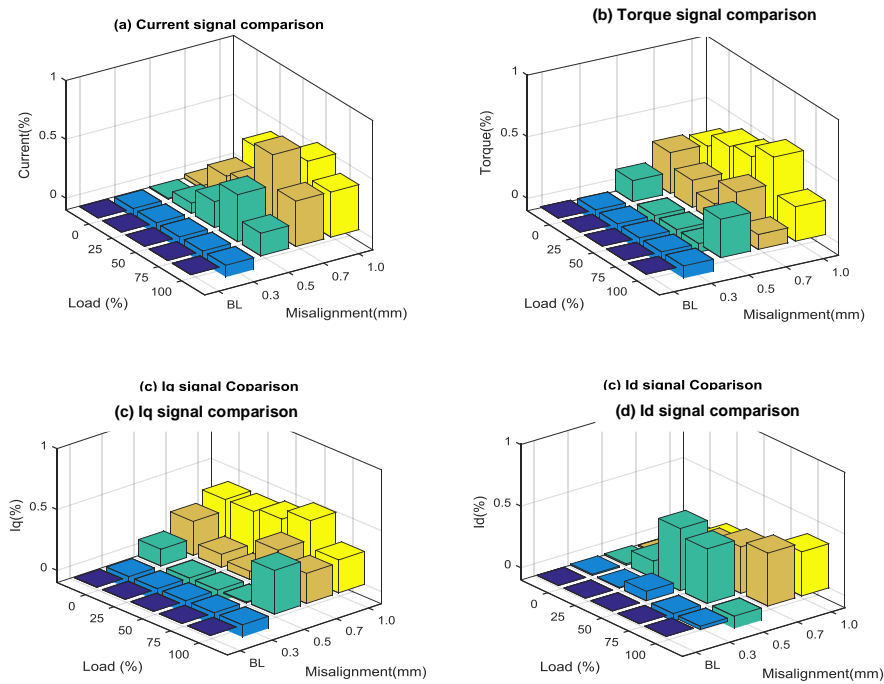 (a) Current signal comparison
1
0.5
0
Current(%)
0
25
50
75
100
Load (%)
BL
0.3
0.5
0.7
1.0
Misalignment(mm)
(b) Torque signal comparison
1
0.5
0
Torque(%)
0
25
50
75
100
Load (%)
BL
0.3
0.5
0.7
1.0
Misalignment(mm)
(c) Iq signal Coparison
(c) Iq signal comparison
1
0.5
0
Iq(%)
0
25
50
75
100
Load (%)
BL
0.3
0.5
0.7
1.0
Misalignment(mm)
(c) Id signal Coparison
(d) Id signal comparison
1
0.5
0
Id(%)
0
25
50
75
100
Load (%)
BL
0.3
0.5
0.7
1.0
Misalignment(mm)